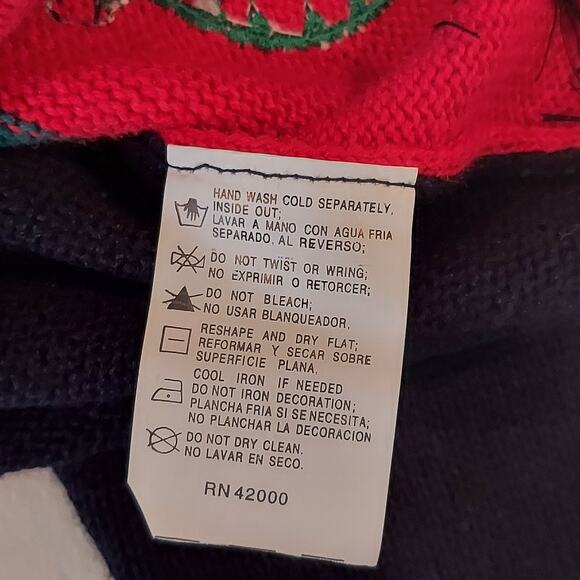 HAND WASH COLD SEPARATELY,
INSIDE OUT;
LAVAR A MANO CON AGUA FRIA
SEPARADO, AL REVERSO;
DO NOT TWIST OR WRING;
NO EXPRIMIR O RETORCER;
DO NOT BLEACH;
NO USAR BLANQUEADOR,
RESHAPE AND DRY FLAT;
REFORMAR Y SECAR SOBRE
SUPERFICIE PLANA.
COOL IRON IF NEEDED
DO NOT IRON DECORATION;
PLANCHA FRIA SI SE NECESITA;
NO PLANCHAR LA DECORACION
DO NOT DRY CLEAN.
NO LAVAR EN SECO.
RN 42000